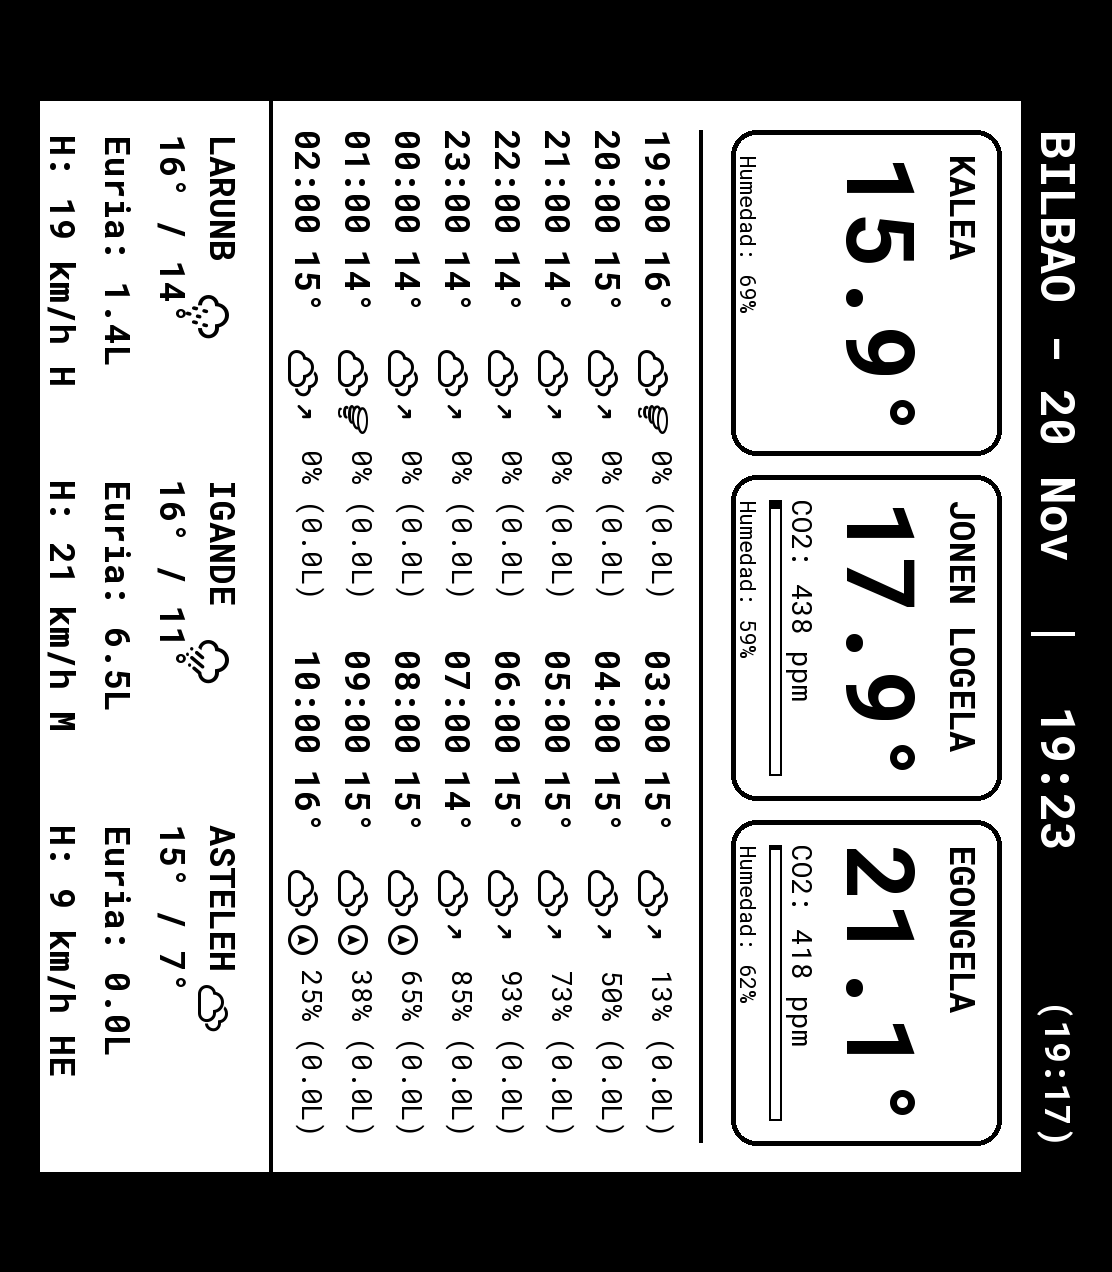 BILBAO - 20 Nov | 19:23 (19:17)
KALEA
15.9°
Humedad: 69%
JONEN LOGELA
17.9°
CO2: 438 ppm
Humedad: 59%
EGONGELA
21.1°
CO2: 418 ppm
Humedad: 62%
19:00 16° 0% (0.0L)
20:00 15° 0% (0.0L)
21:00 14° 0% (0.0L)
22:00 14° 0% (0.0L)
23:00 14° 0% (0.0L)
00:00 14° 0% (0.0L)
01:00 14° 0% (0.0L)
02:00 15° 0% (0.0L)
03:00 15° 13% (0.0L)
04:00 15° 50% (0.0L)
05:00 15° 73% (0.0L)
06:00 15° 93% (0.0L)
07:00 14° 85% (0.0L)
08:00 15° 65% (0.0L)
09:00 15° 38% (0.0L)
10:00 16° 25% (0.0L)
LARUNB
16° / 14°
Euria: 1.4L
H: 19 km/h H
IGANDE
16° / 11°
Euria: 6.5L
H: 21 km/h M
ASTELEH
15° / 7°
Euria: 0.0L
H: 9 km/h HE